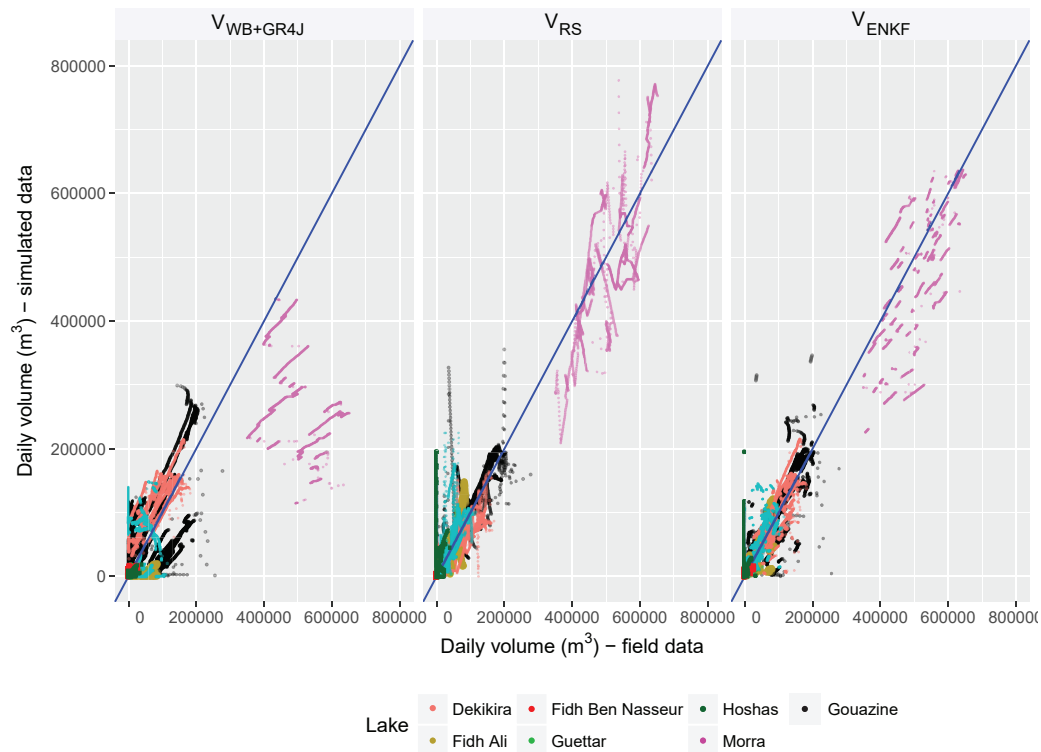 V_WB+GR4J V_RS V_ENKF
800000
600000
400000
200000
0
Daily volume (m³) − simulated data
0 200000 400000 600000 800000 0 200000 400000 600000 800000 0 200000 400000 600000 800000
Daily volume (m³) − field data
Lake
Dekikira Fidh Ben Nasseur Hoshas Gouazine
Fidh Ali Guettar Morra